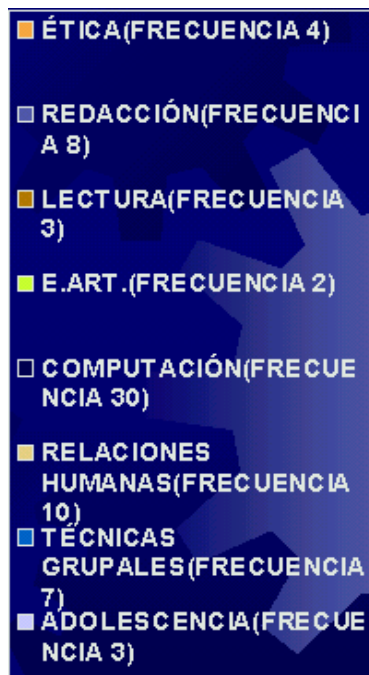 ÉTICA(FRECUENCIA 4)
REDACCIÓN(FRECUENCI
A 8)
LECTURA(FRECUENCIA
3)
E.ART.(FRECUENCIA 2)
COMPUTACIÓN(FRECUE
NCIA 30)
RELACIONES
HUMANAS(FRECUENCIA
10)
TÉCNICAS
GRUPALES(FRECUENCIA
7)
ADOLESCENCIA(FRECUE
NCIA 3)